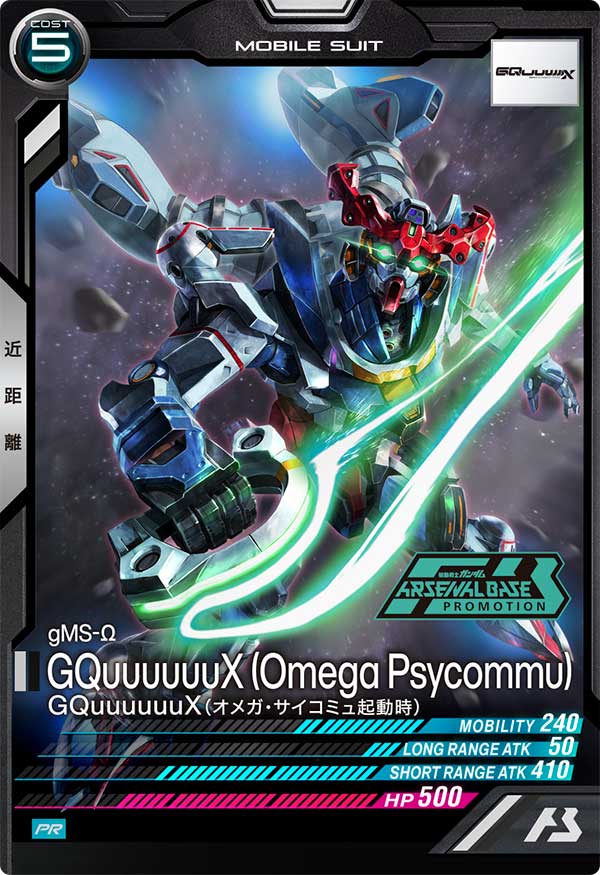 COST
5
MOBILE SUIT
GQuuuuuuX
近距離
機動戦士ガンダム
ARSENAL BASE
PROMOTION
gMS-Ω
GQuuuuuuX (Omega Psycommu)
GQuuuuuuX（オメガ・サイコミュ起動時）
MOBILITY 240
LONG RANGE ATK 50
SHORT RANGE ATK 410
HP 500
PR